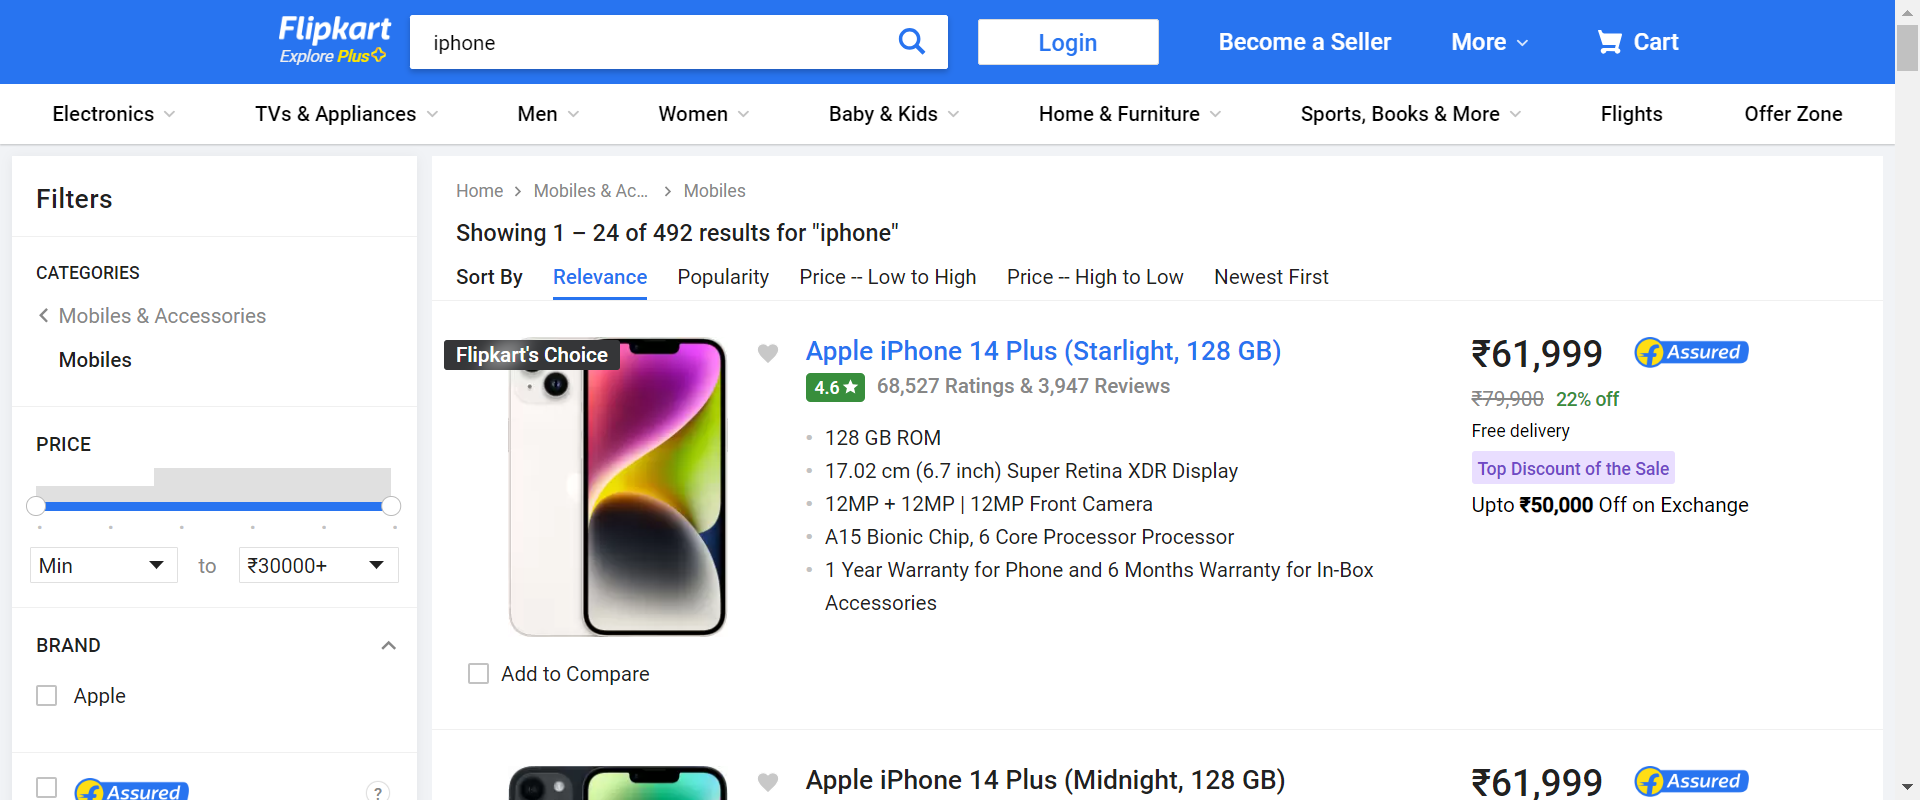 Flipkart
Explore Plus
iphone
Login
Become a Seller
More
Cart
Electronics
TVs & Appliances
Men
Women
Baby & Kids
Home & Furniture
Sports, Books & More
Flights
Offer Zone
Filters
CATEGORIES
Mobiles & Accessories
Mobiles
PRICE
Min
to
₹30000+
BRAND
Apple
Assured
?
Home
Mobiles & Ac...
Mobiles
Showing 1 – 24 of 492 results for "iphone"
Sort By
Relevance
Popularity
Price -- Low to High
Price -- High to Low
Newest First
Flipkart's Choice
Add to Compare
Apple iPhone 14 Plus (Starlight, 128 GB)
4.6★ 68,527 Ratings & 3,947 Reviews
128 GB ROM
17.02 cm (6.7 inch) Super Retina XDR Display
12MP + 12MP | 12MP Front Camera
A15 Bionic Chip, 6 Core Processor Processor
1 Year Warranty for Phone and 6 Months Warranty for In-Box
Accessories
₹61,999
Assured
₹79,900 22% off
Free delivery
Top Discount of the Sale
Upto ₹50,000 Off on Exchange
Apple iPhone 14 Plus (Midnight, 128 GB)
₹61,999
Assured